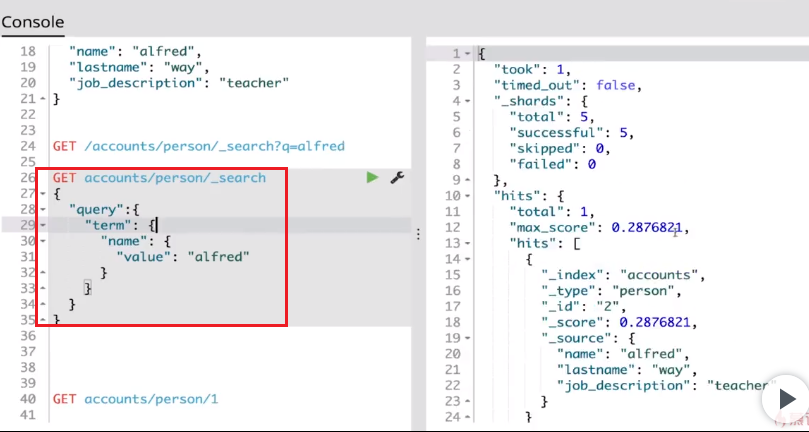 Console
18 "name": "alfred",
19 "lastname": "way",
20 "job_description": "teacher"
21 }
22
23
24 GET /accounts/person/_search?q=alfred
25
26 GET accounts/person/_search
27 {
28 "query":{
29 "term": {
30 "name": {
31 "value": "alfred"
32 }
33 }
34 }
35 }
36
37
38
39
40 GET accounts/person/1
41
1 {
2 "took": 1,
3 "timed_out": false,
4 "_shards": {
5 "total": 5,
6 "successful": 5,
7 "skipped": 0,
8 "failed": 0
9 },
10 "hits": {
11 "total": 1,
12 "max_score": 0.2876821,
13 "hits": [
14 {
15 "_index": "accounts",
16 "_type": "person",
17 "_id": "2",
18 "_score": 0.2876821,
19 "_source": {
20 "name": "alfred",
21 "lastname": "way",
22 "job_description": "teacher"
23 }
24 }